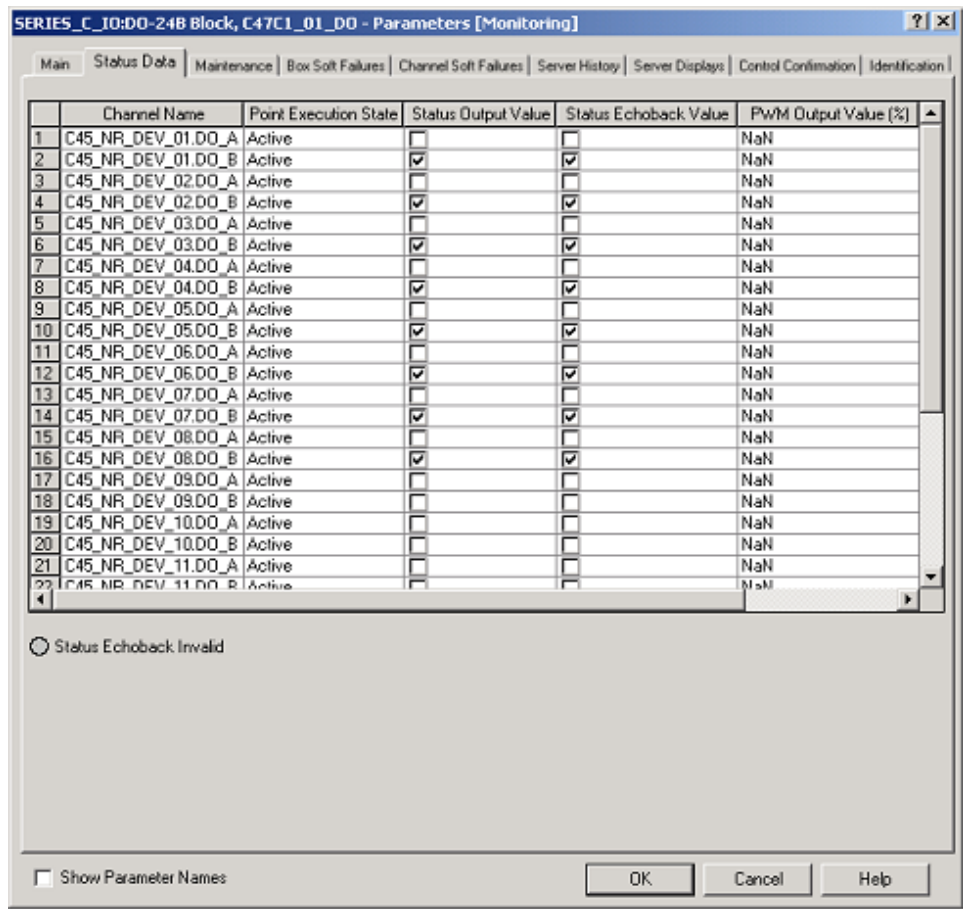 SERIES_C_IO:DO-24B Block, C47C1_01_DO - Parameters [Monitoring]
Main Status Data Maintenance Box Soft Failures Channel Soft Failures Server History Server Displays Control Confirmation Identification
Channel Name Point Execution State Status Output Value Status Echoback Value PWM Output Value (%)
1 C45_NR_DEV_01.DO_A Active NaN
2 C45_NR_DEV_01.DO_B Active NaN
3 C45_NR_DEV_02.DO_A Active NaN
4 C45_NR_DEV_02.DO_B Active NaN
5 C45_NR_DEV_03.DO_A Active NaN
6 C45_NR_DEV_03.DO_B Active NaN
7 C45_NR_DEV_04.DO_A Active NaN
8 C45_NR_DEV_04.DO_B Active NaN
9 C45_NR_DEV_05.DO_A Active NaN
10 C45_NR_DEV_05.DO_B Active NaN
11 C45_NR_DEV_06.DO_A Active NaN
12 C45_NR_DEV_06.DO_B Active NaN
13 C45_NR_DEV_07.DO_A Active NaN
14 C45_NR_DEV_07.DO_B Active NaN
15 C45_NR_DEV_08.DO_A Active NaN
16 C45_NR_DEV_08.DO_B Active NaN
17 C45_NR_DEV_09.DO_A Active NaN
18 C45_NR_DEV_09.DO_B Active NaN
19 C45_NR_DEV_10.DO_A Active NaN
20 C45_NR_DEV_10.DO_B Active NaN
21 C45_NR_DEV_11.DO_A Active NaN
22 C45_NR_DEV_11.DO_B Active NaN
Status Echoback Invalid
Show Parameter Names OK Cancel Help